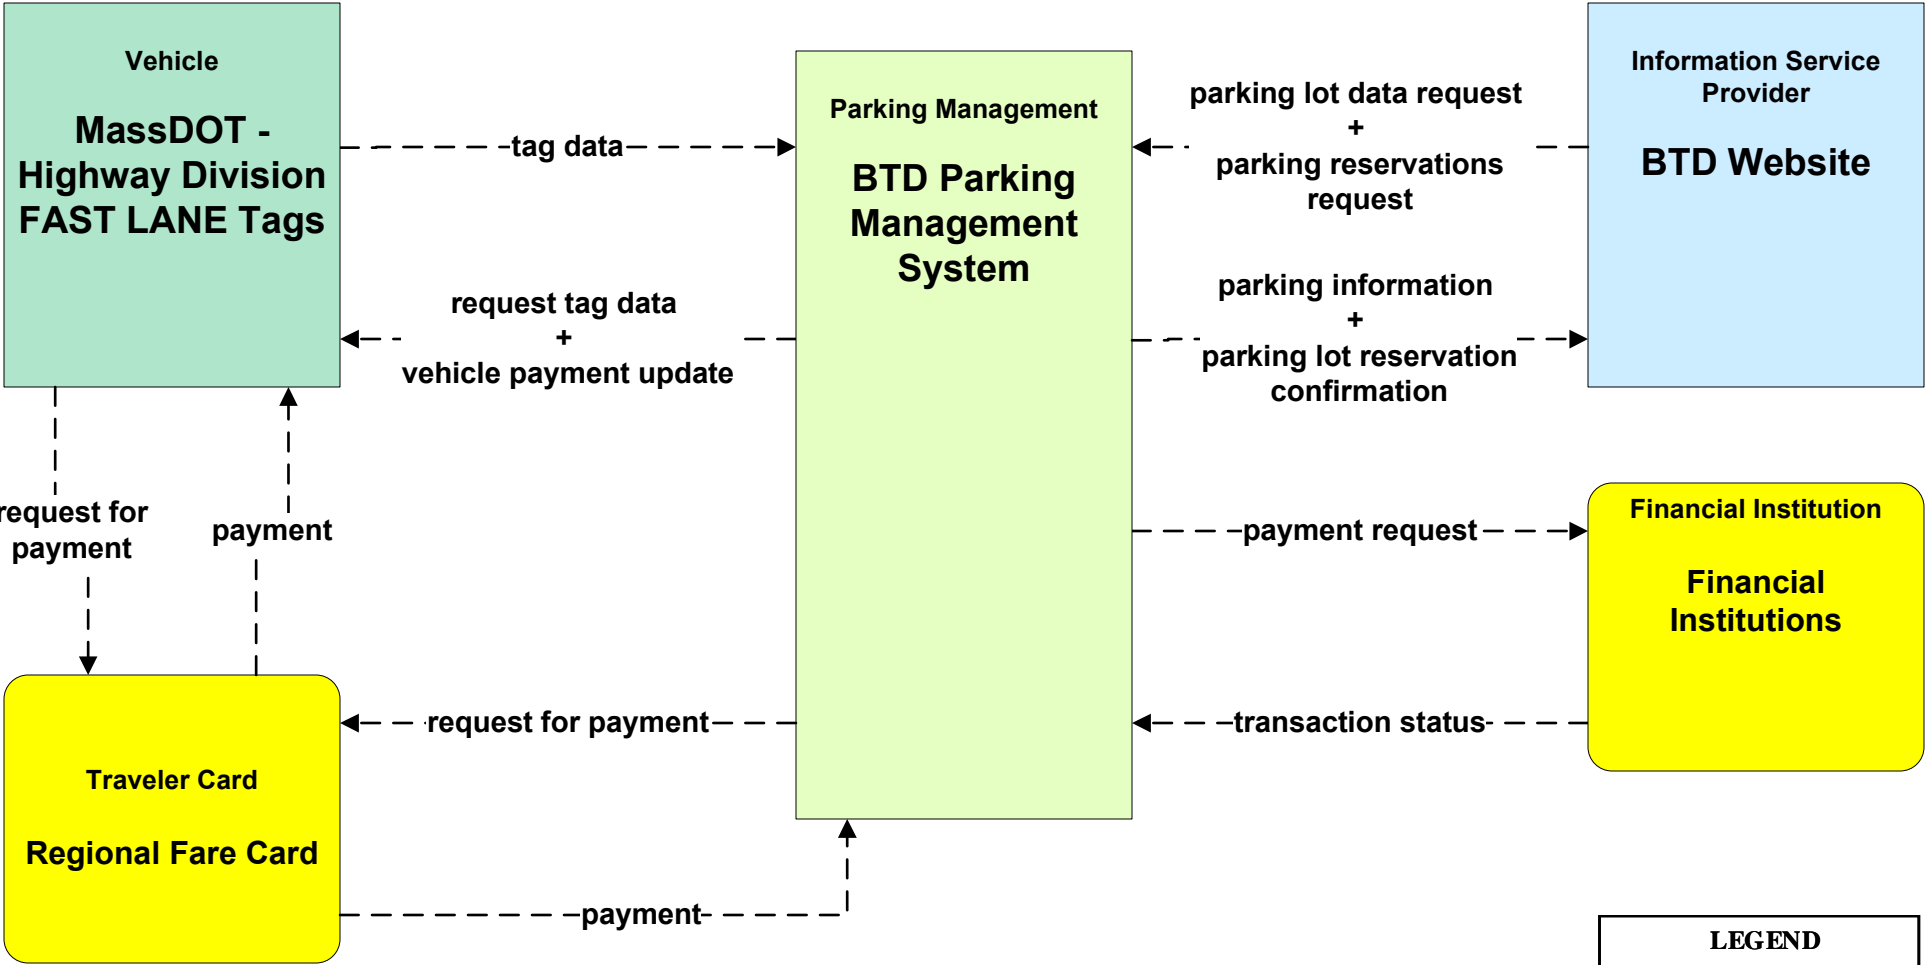 Vehicle
MassDOT -
Highway Division
FAST LANE Tags
tag data
request tag data
+
vehicle payment update
Parking Management
BTD Parking
Management
System
parking lot data request
+
parking reservations
request
parking information
+
parking lot reservation
confirmation
Information Service
Provider
BTD Website
request for
payment
payment
payment request
Financial Institution
Financial
Institutions
request for payment
transaction status
Traveler Card
Regional Fare Card
payment
LEGEND